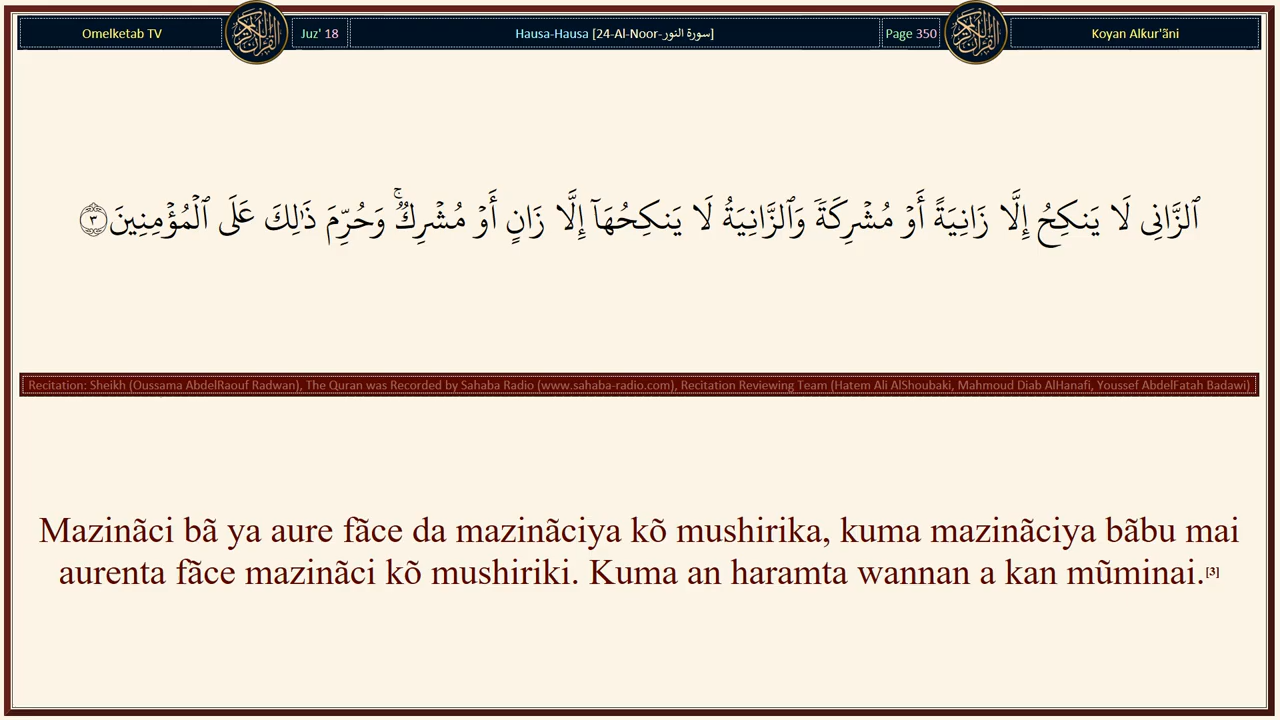 Omelketab TV
Juz' 18
Hausa-Hausa [24-Al-Noor-سورة النور]
Page 350
Koyan Alƙur'ãni
ٱلزَّانِى لَا يَنكِحُ إِلَّا زَانِيَةً أَوْ مُشْرِكَةً وَٱلزَّانِيَةُ لَا يَنكِحُهَآ إِلَّا زَانٍ أَوْ مُشْرِكٌ ۚ وَحُرِّمَ ذَٰلِكَ عَلَى ٱلْمُؤْمِنِينَ ٣
Recitation: Sheikh (Oussama AbdelRaouf Radwan), The Quran was Recorded by Sahaba Radio (www.sahaba-radio.com), Recitation Reviewing Team (Hatem Ali AlShoubaki, Mahmoud Diab AlHanafi, Youssef AbdelFatah Badawi)
Mazinãci bã ya aure fãce da mazinãciya kõ mushirika, kuma mazinãciya bãbu mai
aurenta fãce mazinãci kõ mushiriki. Kuma an haramta wannan a kan mũminai.[3]